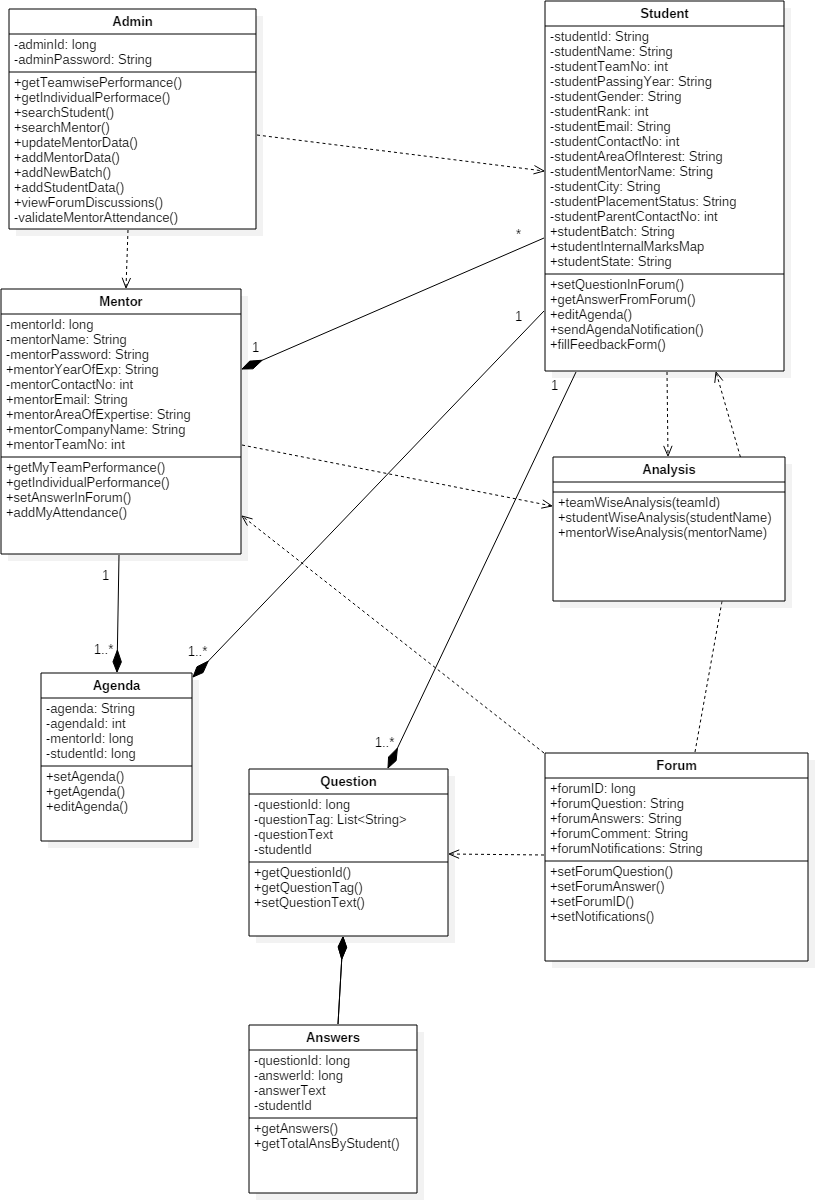 Admin
-adminId: long
-adminPassword: String
+getTeamwisePerformance()
+getIndividualPerformace()
+searchStudent()
+searchMentor()
+updateMentorData()
+addMentorData()
+addNewBatch()
+addStudentData()
+viewForumDiscussions()
-validateMentorAttendance()
Student
-studentId: String
-studentName: String
-studentTeamNo: int
-studentPassingYear: String
-studentGender: String
-studentRank: int
-studentEmail: String
-studentContactNo: int
-studentAreaOfInterest: String
-studentMentorName: String
-studentCity: String
-studentPlacementStatus: String
-studentParentContactNo: int
+studentBatch: String
+studentInternalMarksMap
+studentState: String
+setQuestionInForum()
+getAnswerFromForum()
+editAgenda()
+sendAgendaNotification()
+fillFeedbackForm()
*
1
1
1
Mentor
-mentorId: long
-mentorName: String
-mentorPassword: String
+mentorYearOfExp: String
-mentorContactNo: int
+mentorEmail: String
+mentorAreaOfExpertise: String
+mentorCompanyName: String
+mentorTeamNo: int
+getMyTeamPerformance()
+getIndividualPerformance()
+setAnswerInForum()
+addMyAttendance()
Analysis
+teamWiseAnalysis(teamId)
+studentWiseAnalysis(studentName)
+mentorWiseAnalysis(mentorName)
1
1..*
1..*
Agenda
-agenda: String
-agendaId: int
-mentorId: long
-studentId: long
+setAgenda()
+getAgenda()
+editAgenda()
1..*
Question
-questionId: long
-questionTag: List<String>
-questionText
-studentId
+getQuestionId()
+getQuestionTag()
+setQuestionText()
Forum
+forumID: long
+forumQuestion: String
+forumAnswers: String
+forumComment: String
+forumNotifications: String
+setForumQuestion()
+setForumAnswer()
+setForumID()
+setNotifications()
Answers
-questionId: long
-answerId: long
-answerText
-studentId
+getAnswers()
+getTotalAnsByStudent()